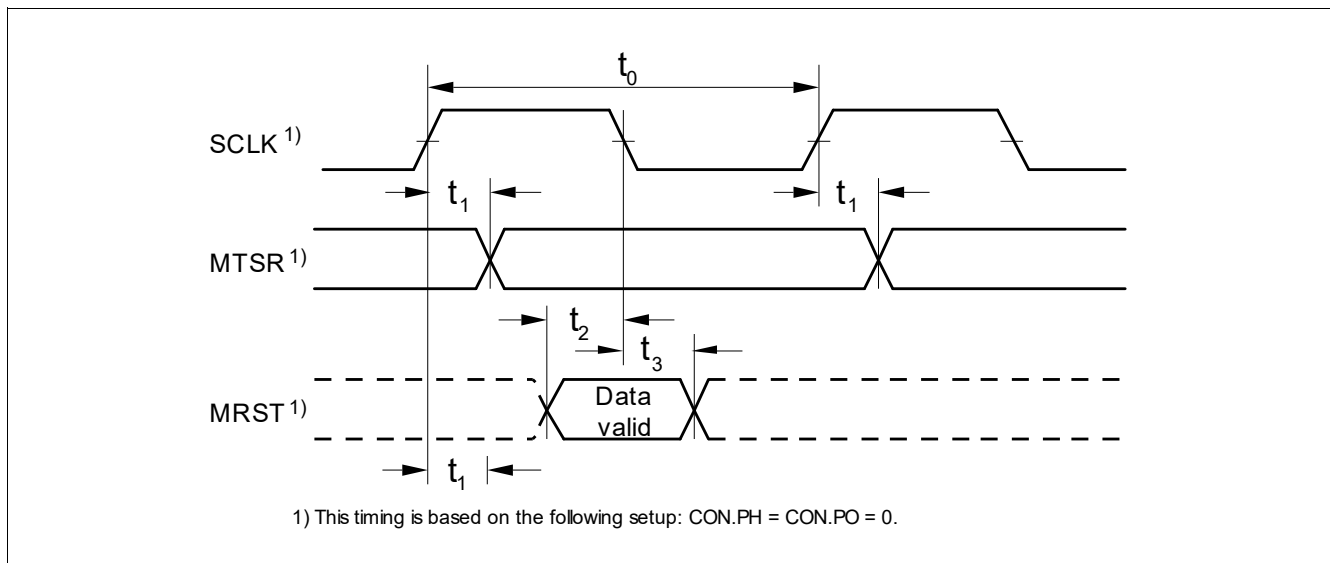 t0
SCLK 1)
t1 t1
MTSR 1)
t2
t3
MRST 1) Data valid
t1
1) This timing is based on the following setup: CON.PH = CON.PO = 0.